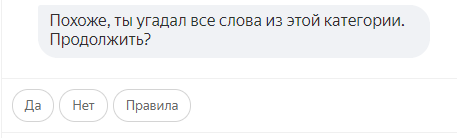 Похоже, ты угадал все слова из этой категории.
Продолжить?
Да Нет Правила